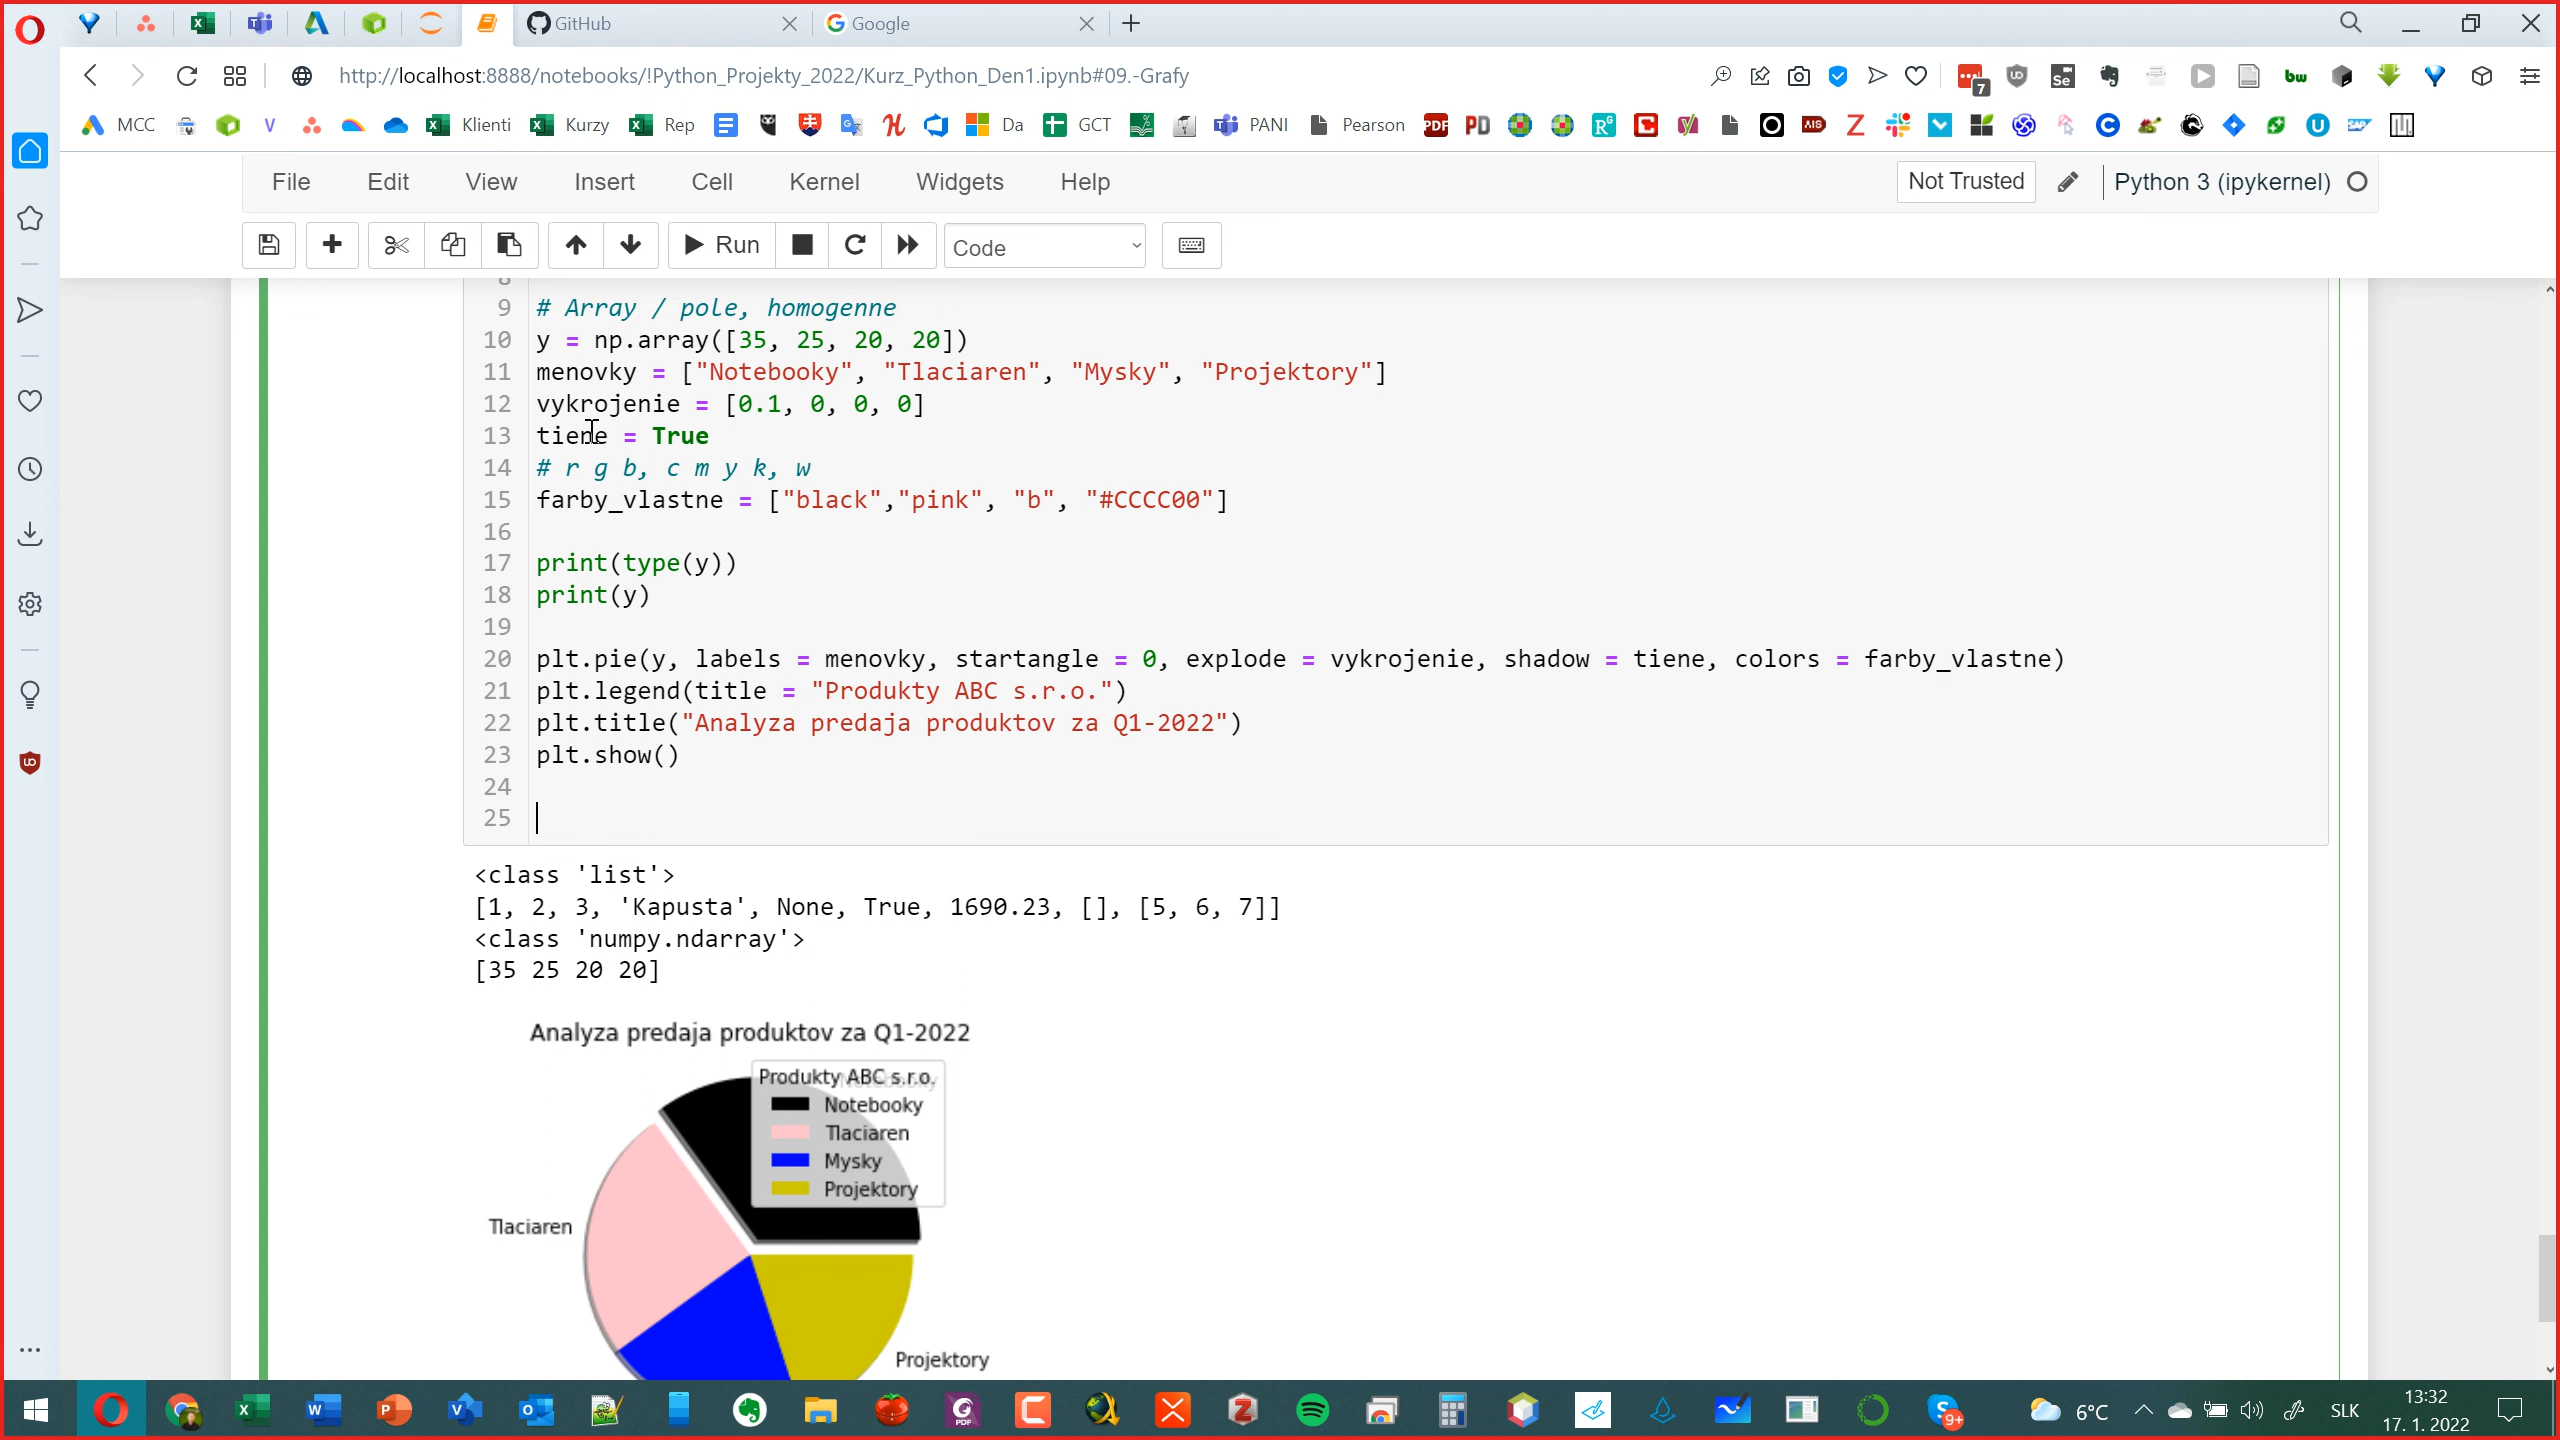 GitHub
Google
http://localhost:8888/notebooks/!Python_Projekty_2022/Kurz_Python_Den1.ipynb#09.-Grafy
7
MCC
Klienti
Kurzy
Rep
Da
GCT
PANI
Pearson
File Edit View Insert Cell Kernel Widgets Help
Not Trusted
Python 3 (ipykernel)
Run
Code
8
9 # Array / pole, homogenne
10 y = np.array([35, 25, 20, 20])
11 menovky = ["Notebooky", "Tlaciaren", "Mysky", "Projektory"]
12 vykrojenie = [0.1, 0, 0, 0]
13 tiene = True
14 # r g b, c m y k, w
15 farby_vlastne = ["black","pink", "b", "#CCCC00"]
16
17 print(type(y))
18 print(y)
19
20 plt.pie(y, labels = menovky, startangle = 0, explode = vykrojenie, shadow = tiene, colors = farby_vlastne)
21 plt.legend(title = "Produkty ABC s.r.o.")
22 plt.title("Analyza predaja produktov za Q1-2022")
23 plt.show()
24
25
<class 'list'>
[1, 2, 3, 'Kapusta', None, True, 1690.23, [], [5, 6, 7]]
<class 'numpy.ndarray'>
[35 25 20 20]
Analyza predaja produktov za Q1-2022
Produkty ABC s.r.o.
Notebooky
Tlaciaren
Mysky
Projektory
Tlaciaren
Projektory
9+
6°C
SLK
13:32
17. 1. 2022